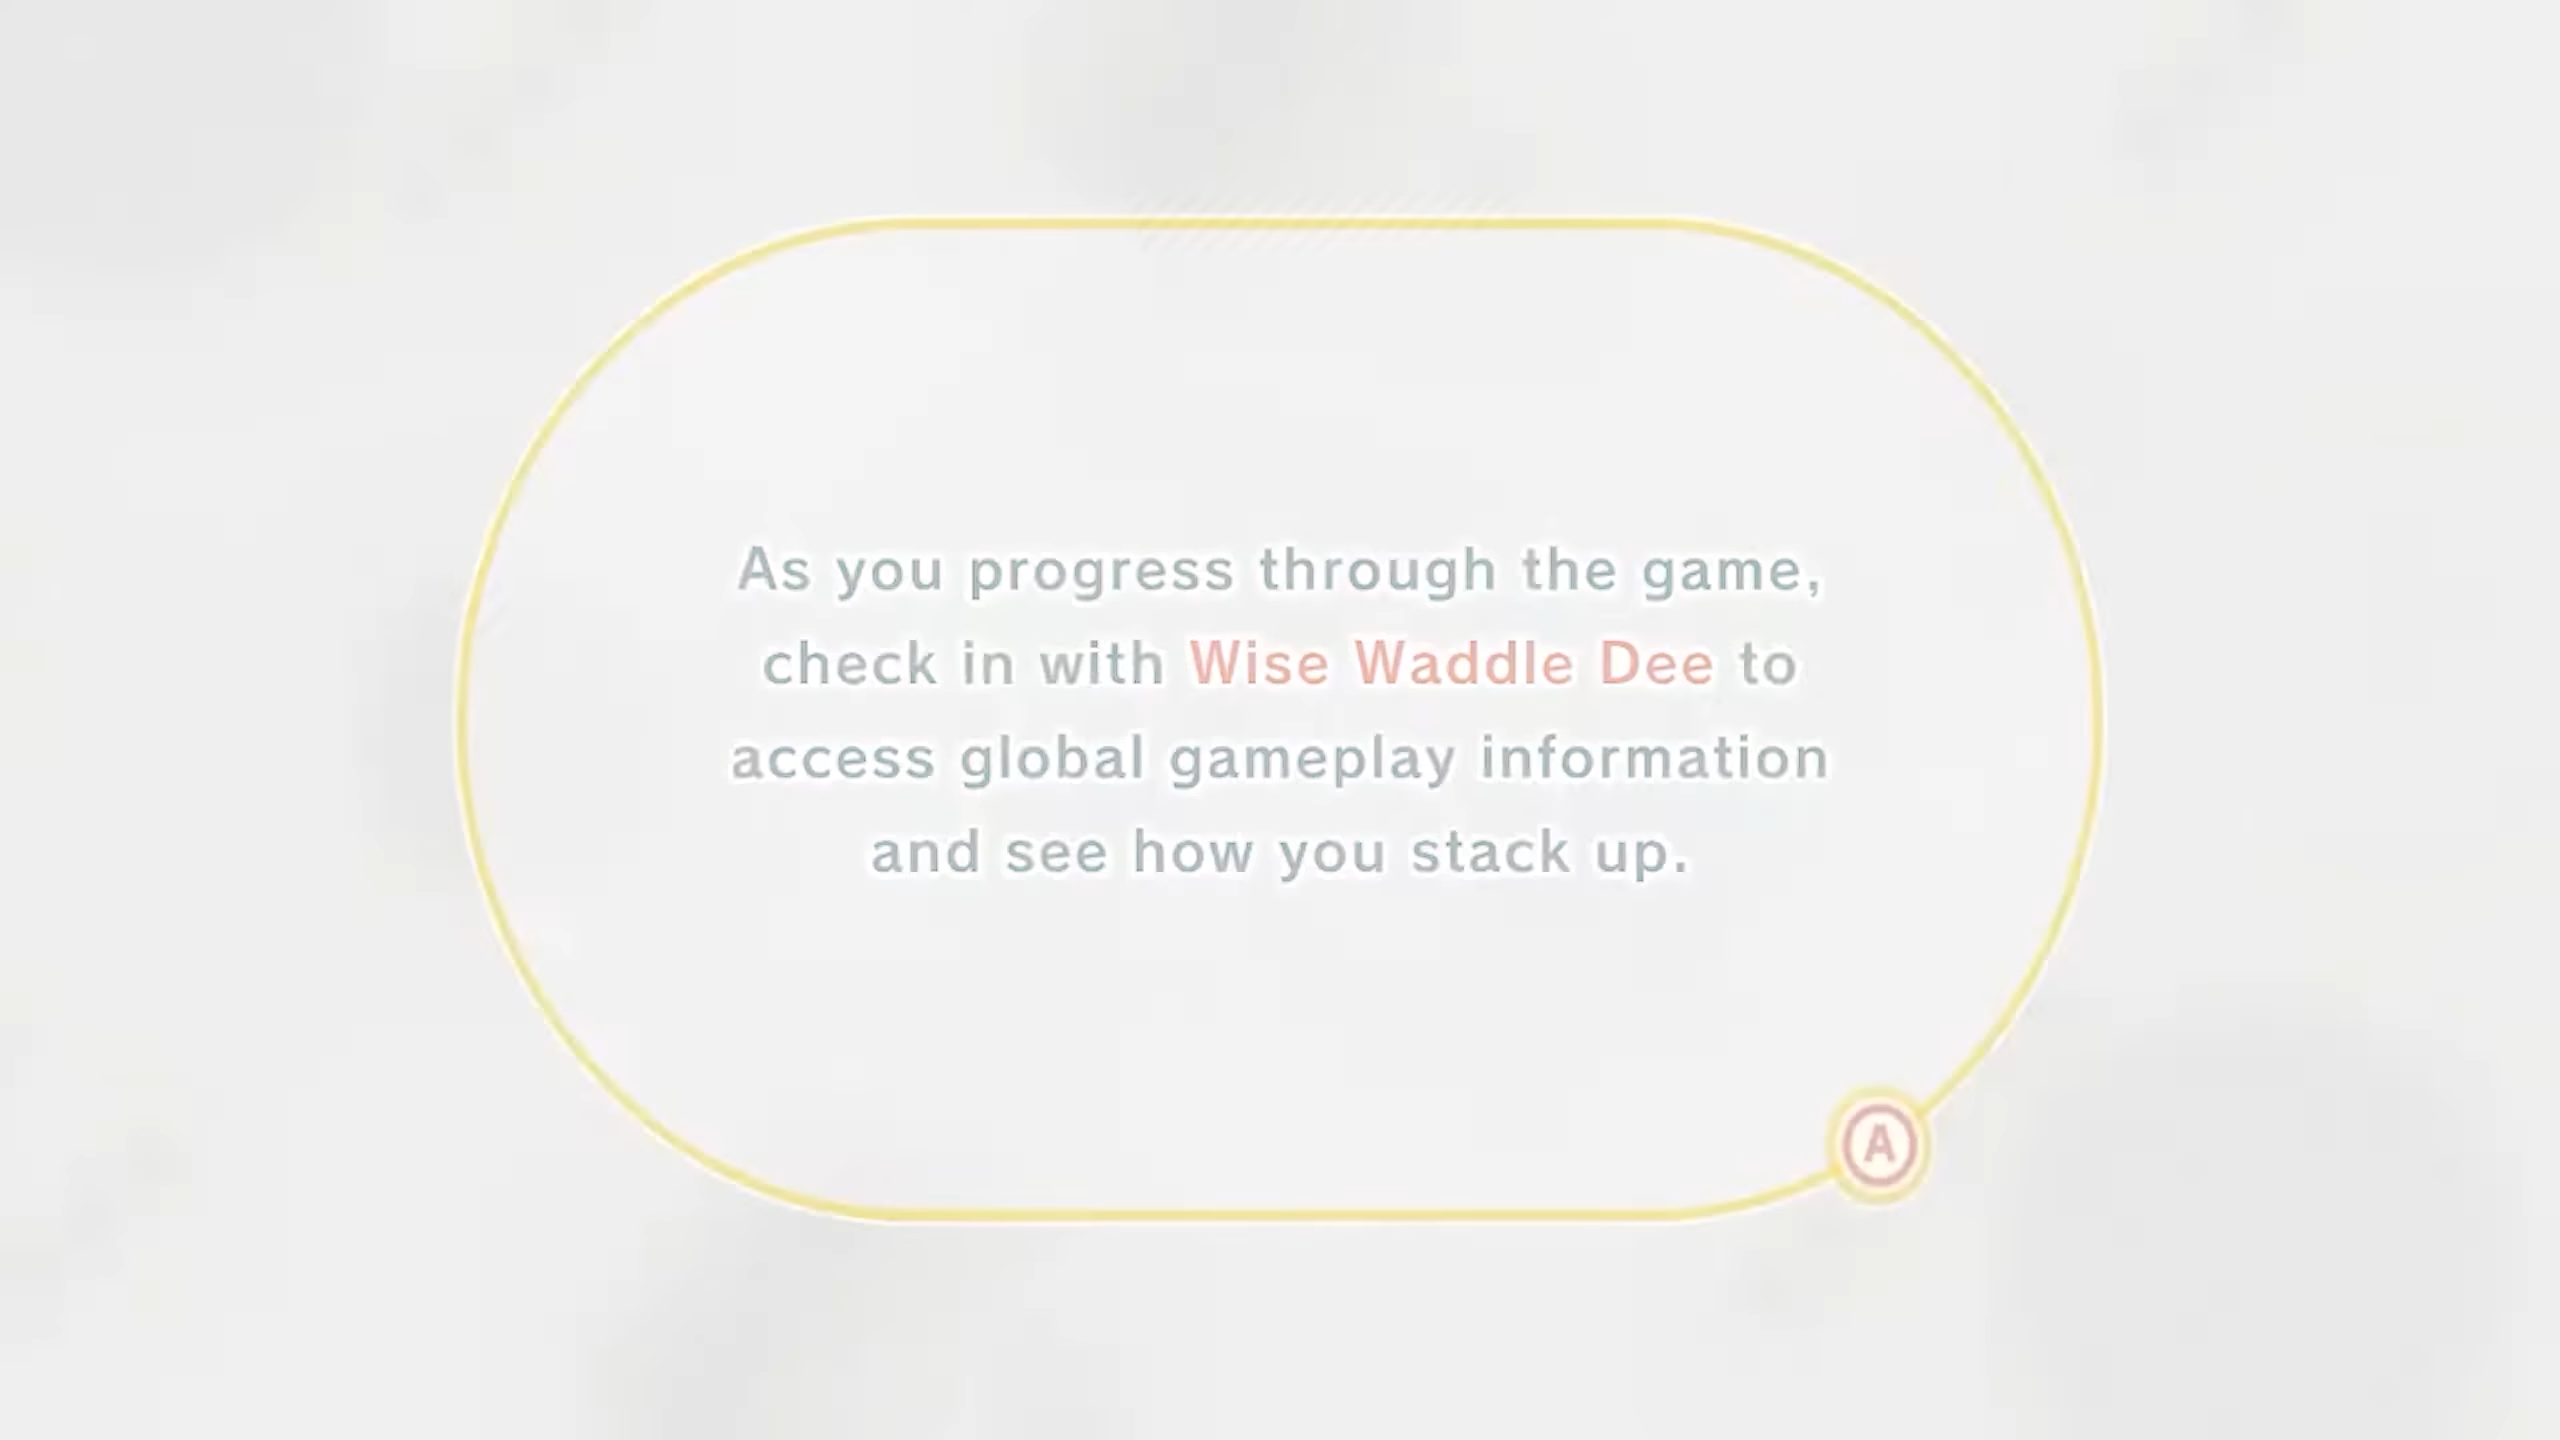 As you progress through the game,
check in with Wise Waddle Dee to
access global gameplay information
and see how you stack up.
A